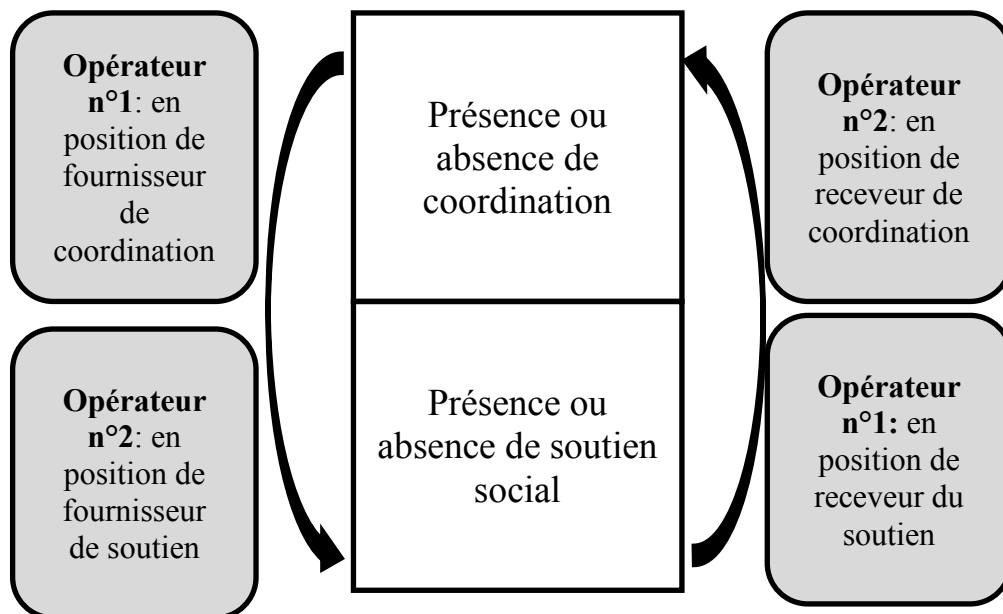 Opérateur
n°1: en
position de
fournisseur
de
coordination
Présence ou
absence de
coordination
Opérateur
n°2: en
position de
receveur de
coordination
Opérateur
n°2: en
position de
fournisseur
de soutien
Présence ou
absence de soutien
social
Opérateur
n°1: en
position de
receveur du
soutien